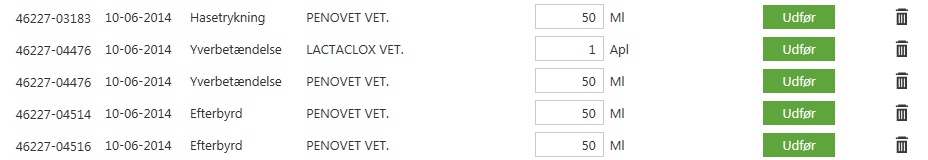 46227-03183 10-06-2014 Hasetrykning PENOVET VET. 50 Ml Udfør
46227-04476 10-06-2014 Yverbetændelse LACTACLOX VET. 1 Apl Udfør
46227-04476 10-06-2014 Yverbetændelse PENOVET VET. 50 Ml Udfør
46227-04514 10-06-2014 Efterbyrd PENOVET VET. 50 Ml Udfør
46227-04516 10-06-2014 Efterbyrd PENOVET VET. 50 Ml Udfør